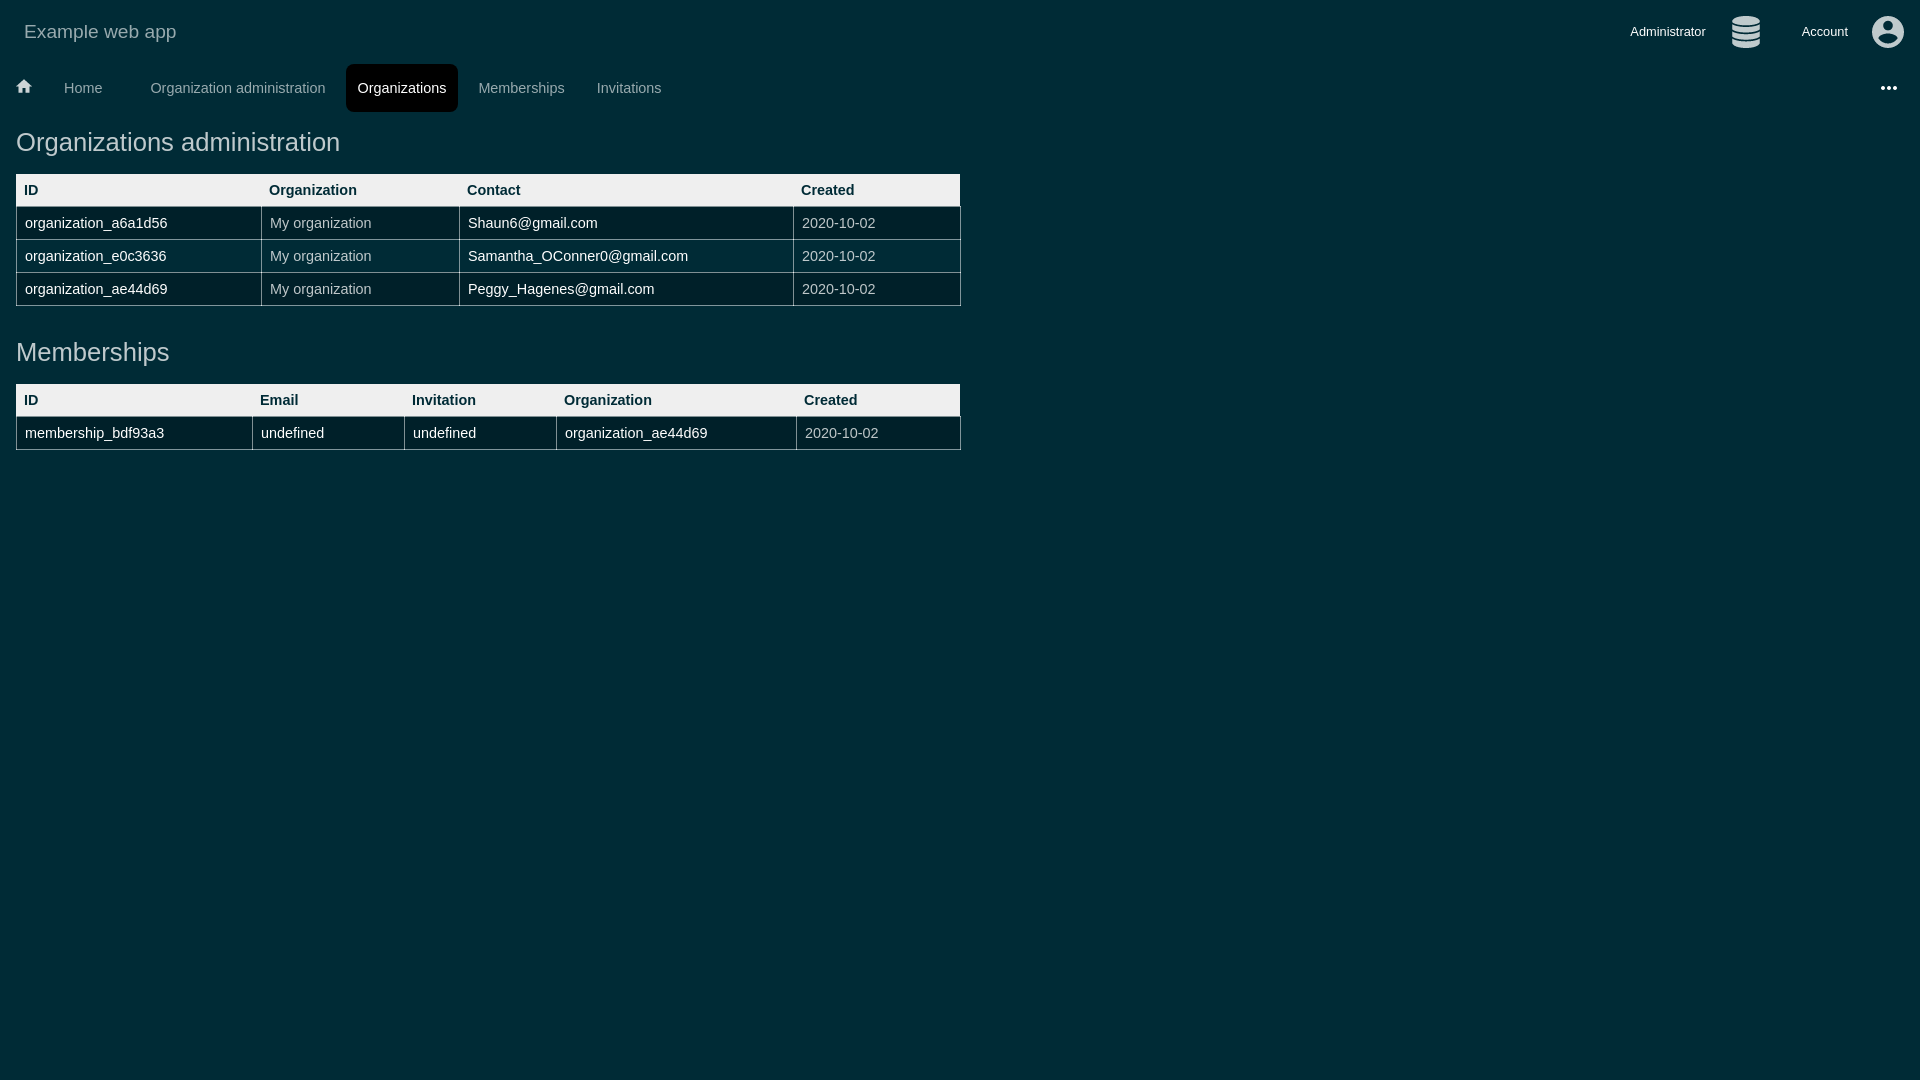 Example web app
Administrator
Account
Home
Organization administration
Organizations
Memberships
Invitations
Organizations administration
ID Organization Contact Created
organization_a6a1d56 My organization Shaun6@gmail.com 2020-10-02
organization_e0c3636 My organization Samantha_OConner0@gmail.com 2020-10-02
organization_ae44d69 My organization Peggy_Hagenes@gmail.com 2020-10-02
Memberships
ID Email Invitation Organization Created
membership_bdf93a3 undefined undefined organization_ae44d69 2020-10-02